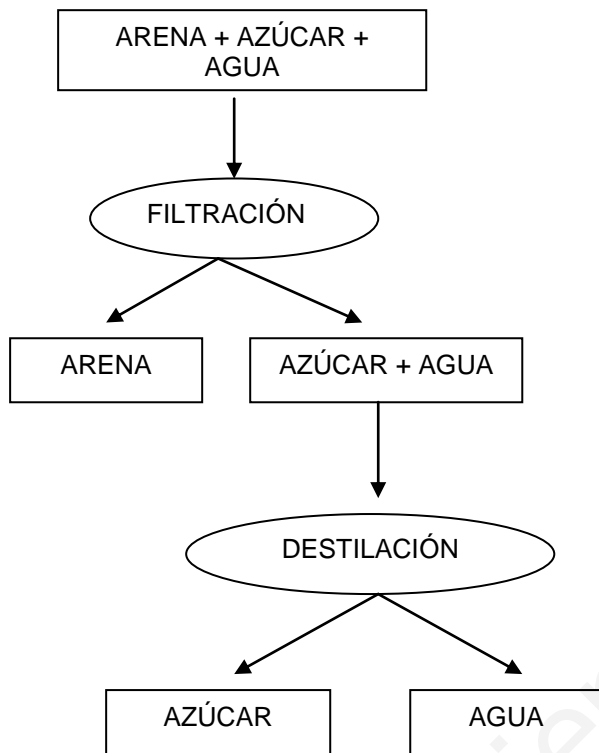 ARENA + AZÚCAR +
AGUA
FILTRACIÓN
ARENA
AZÚCAR + AGUA
DESTILACIÓN
AZÚCAR
AGUA